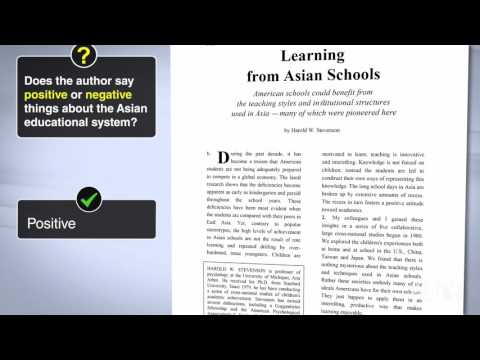 ?
Does the author say
positive or negative
things about the Asian
educational system?
Positive
Learning
from Asian Schools
American schools could benefit from
the teaching styles and institutional structures
used in Asia — many of which were pioneered here
by Harold W. Stevenson
1. During the past decade, it has
become a truism that American
students are not being adequately prepared
to compete in a global economy. The latest
research shows that the deficiencies become
apparent as early as kindergarten and persist
throughout the school years. These
deficiencies have been most evident when
the students are compared with their peers in
East Asia. Yet, contrary to popular
stereotypes, the high levels of achievement
in Asian schools are not the result of rote
learning and repeated drilling by over-
burdened, tense youngsters. Children are
motivated to learn; teaching is innovative
and interesting. Knowledge is not forced on
children; instead the students are led to
construct their own ways of representing this
knowledge. The long school days in Asia are
broken up by extensive amounts of recess.
The recess in turn fosters a positive attitude
toward academics.
2. My colleagues and I gained these
insights in a series of five collaborative,
large cross-national studies begun in 1980.
We explored the children's experiences both
at home and at school in the U.S., China,
Taiwan and Japan. We found that there is
nothing mysterious about the teaching styles
and techniques used in Asian schools.
Rather these societies embody many of the
ideals Americans have for their own schools.
They just happen to apply them in an
interesting, productive way that makes
learning enjoyable.
HAROLD W. STEVENSON is professor of
psychology at the University of Michigan, Ann
Arbor. He received his Ph.D. from Stanford
University. Since 1979, he has been conducting
a series of cross-national studies of children's
academic achievement. Stevenson has earned
several distinctions, including a Guggenheim
Fellowship and the American Psychological